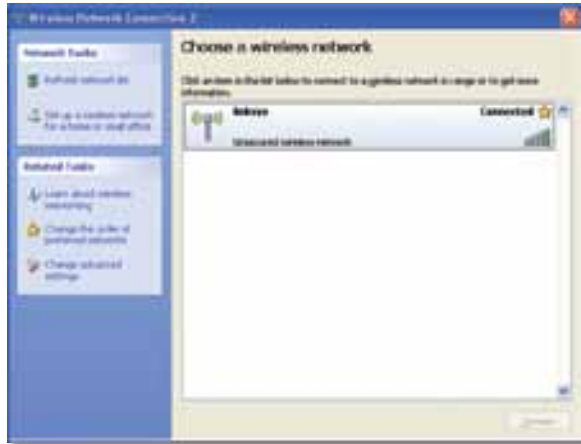 Wireless Network Connection 2
Network Tasks
Refresh network list
Set up a wireless network
for a home or small office
Related Tasks
Learn about wireless
networking
Change the order of
preferred networks
Change advanced
settings
Choose a wireless network
Click an item in the list below to connect to a wireless network in range or to get more
information.
linksys
Connected
Unsecured wireless network